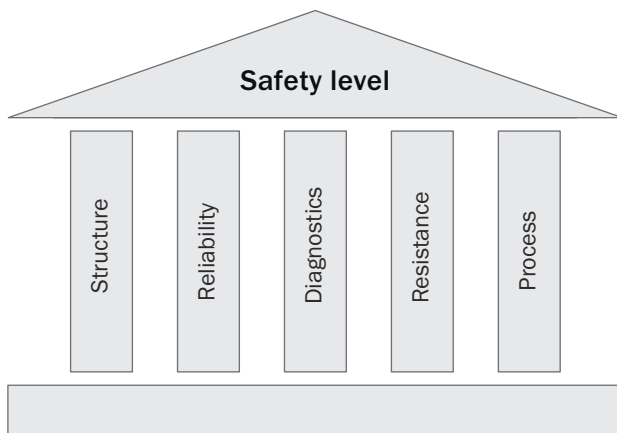 Safety level
Structure
Reliability
Diagnostics
Resistance
Process